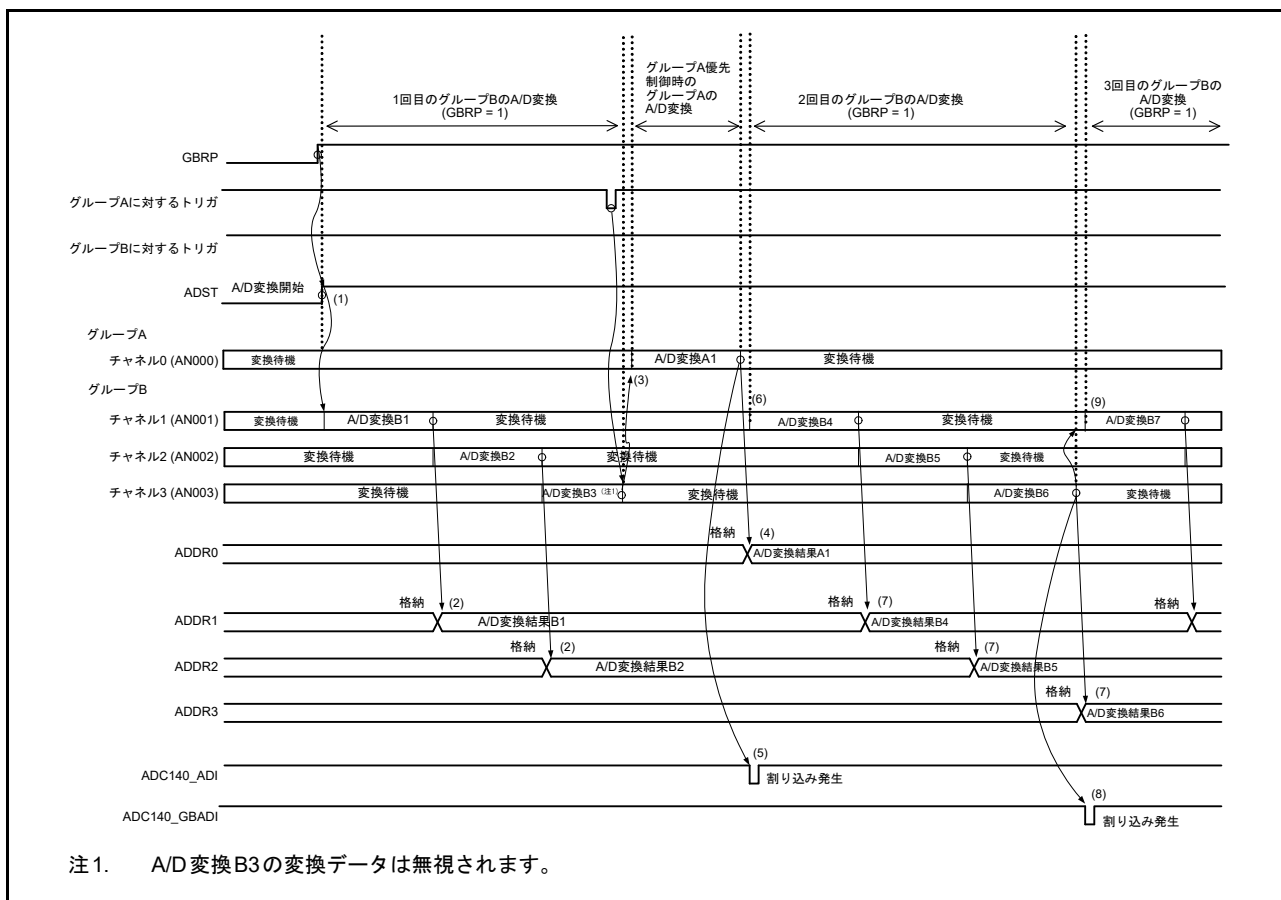 グループA優先
制御時の
グループAの
A/D変換
1回目のグループBのA/D変換
(GBRP = 1)
2回目のグループBのA/D変換
(GBRP = 1)
3回目のグループBの
A/D変換
(GBRP = 1)
GBRP
グループAに対するトリガ
グループBに対するトリガ
ADST
A/D変換開始
(1)
グループA
チャネル0 (AN000)
変換待機
A/D変換A1
変換待機
グループB
(3)
(6)
(9)
チャネル1 (AN001)
変換待機
A/D変換B1
変換待機
A/D変換B4
変換待機
A/D変換B7
チャネル2 (AN002)
変換待機
A/D変換B2
変換待機
A/D変換B5
変換待機
チャネル3 (AN003)
変換待機
A/D変換B3 (注1)
変換待機
A/D変換B6
変換待機
格納 (4)
ADDR0
A/D変換結果A1
格納 (2)
格納 (7)
格納
ADDR1
A/D変換結果B1
A/D変換結果B4
格納 (2)
格納 (7)
ADDR2
A/D変換結果B2
A/D変換結果B5
格納 (7)
ADDR3
A/D変換結果B6
(5)
ADC140_ADI
割り込み発生
(8)
ADC140_GBADI
割り込み発生
注1. A/D変換B3の変換データは無視されます。